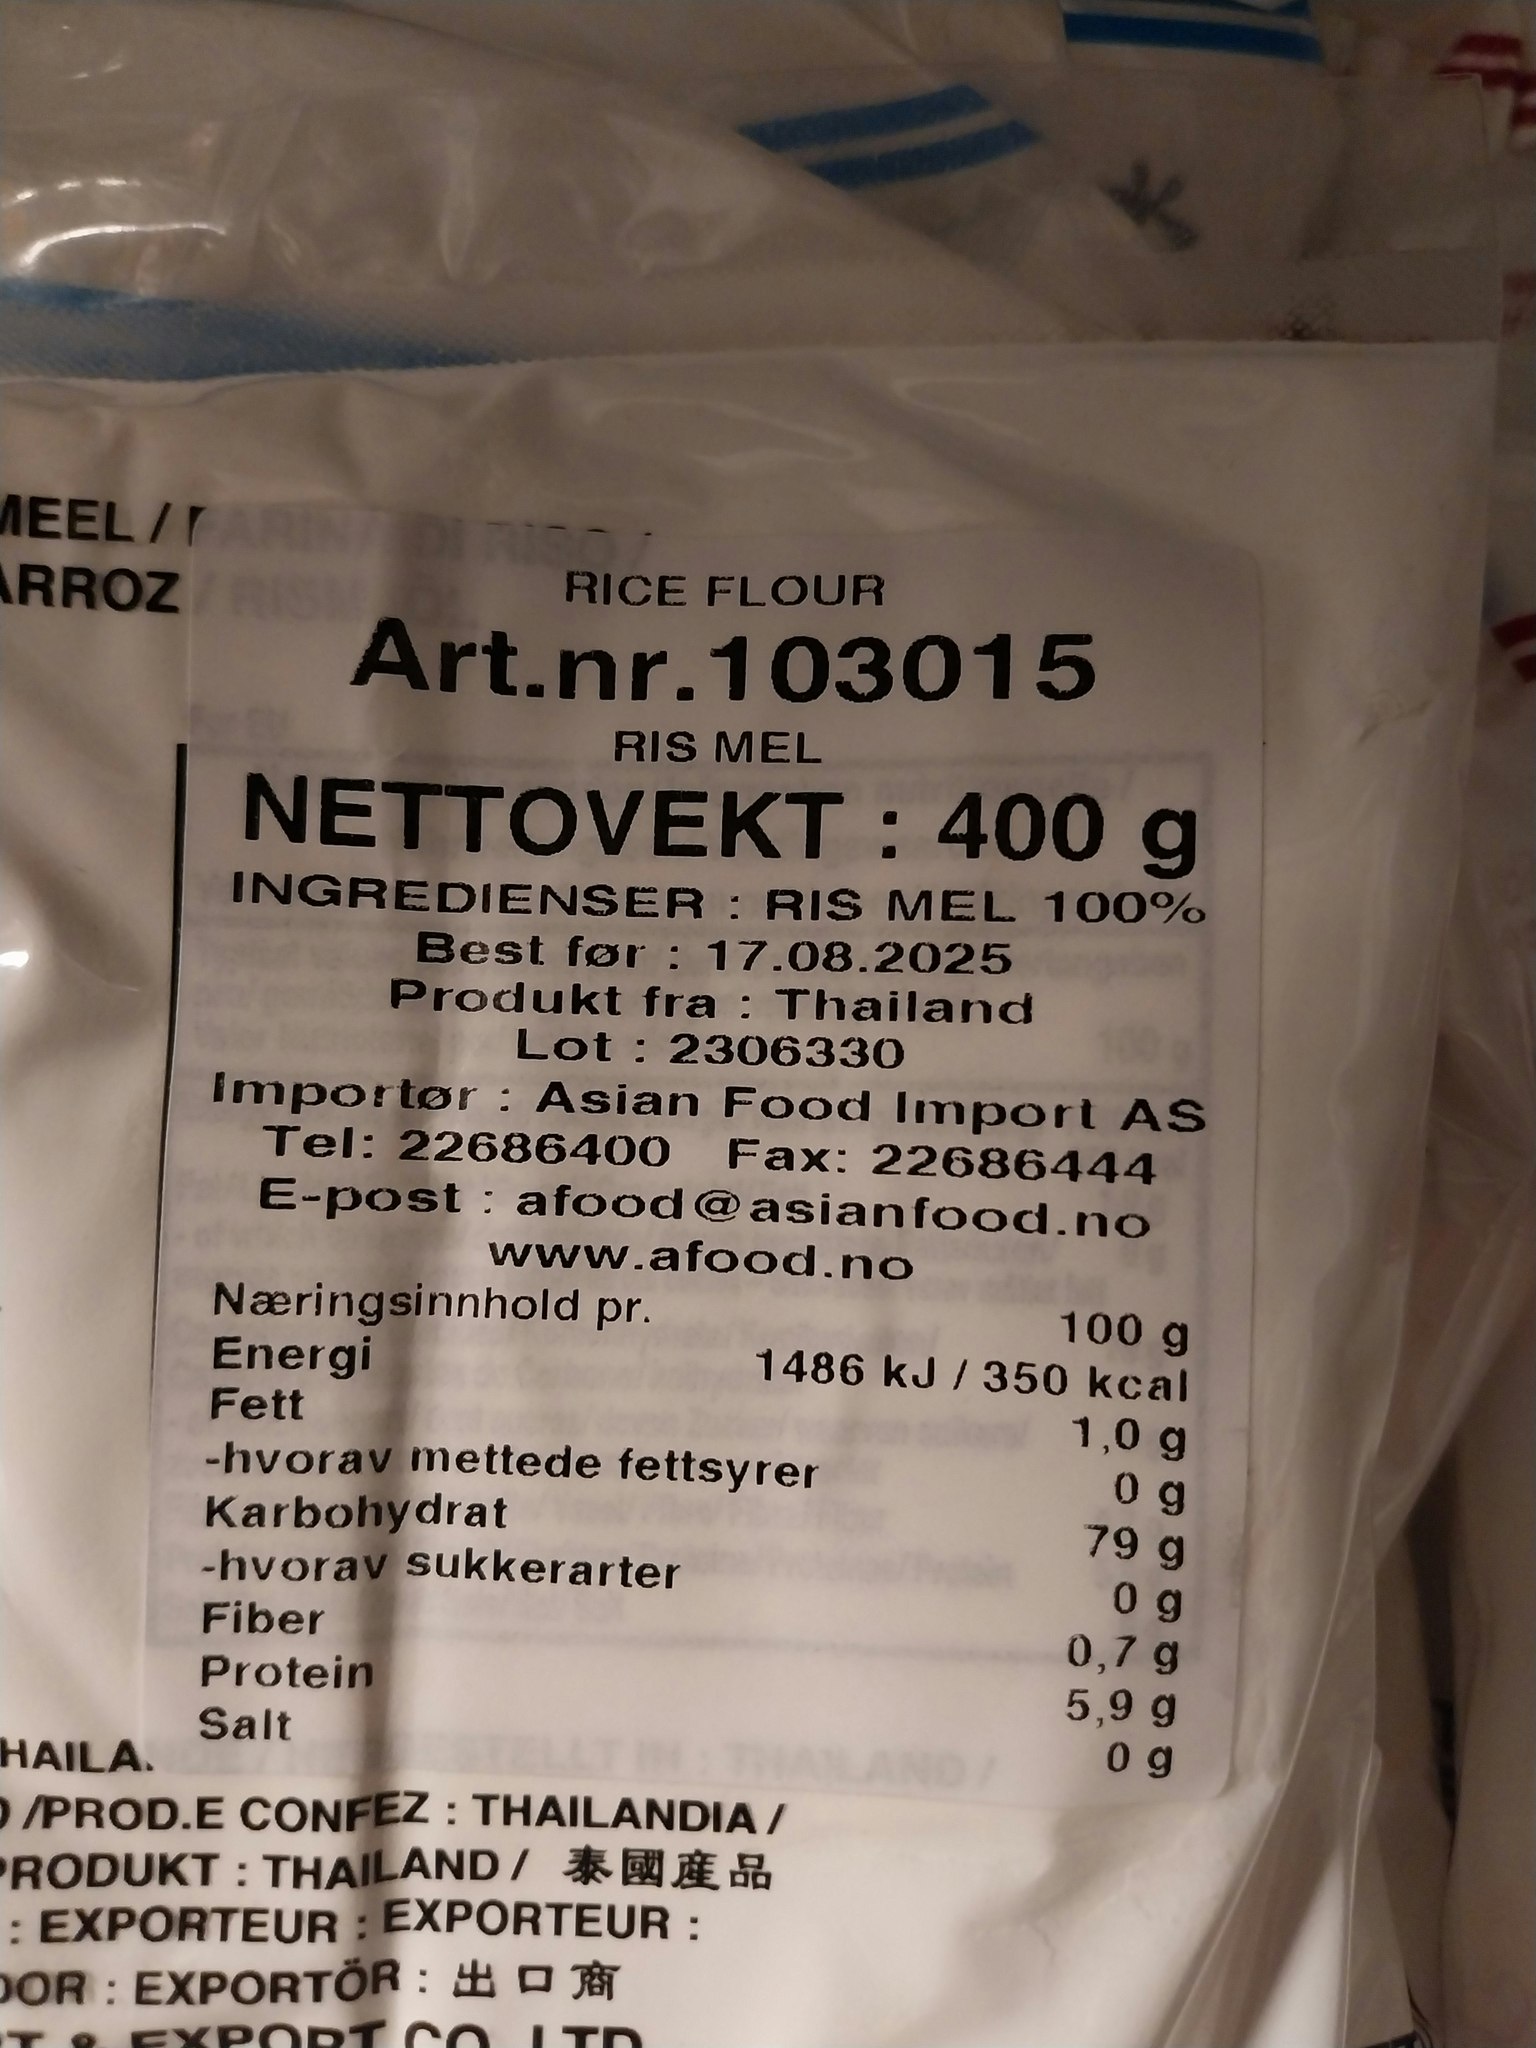 MEEL /
ARROZ
RICE FLOUR
Art.nr.103015
RIS MEL
NETTOVEKT : 400 g
INGREDIENSER : RIS MEL 100%
Best før : 17.08.2025
Produkt fra : Thailand
Lot : 2306330
Importør : Asian Food Import AS
Tel: 22686400 Fax: 22686444
E-post : afood@asianfood.no
www.afood.no
Næringsinnhold pr. 100 g
Energi 1486 kJ / 350 kcal
Fett 1,0 g
-hvorav mettede fettsyrer 0 g
Karbohydrat 79 g
-hvorav sukkerarter 0 g
Fiber 0,7 g
Protein 5,9 g
Salt 0 g
HAILA
/PROD.E CONFEZ : THAILANDIA /
PRODUKT : THAILAND / 泰國産品
: EXPORTEUR : EXPORTEUR :
DOR : EXPORTÖR : 出口商
T & EXPORT CO. LTD